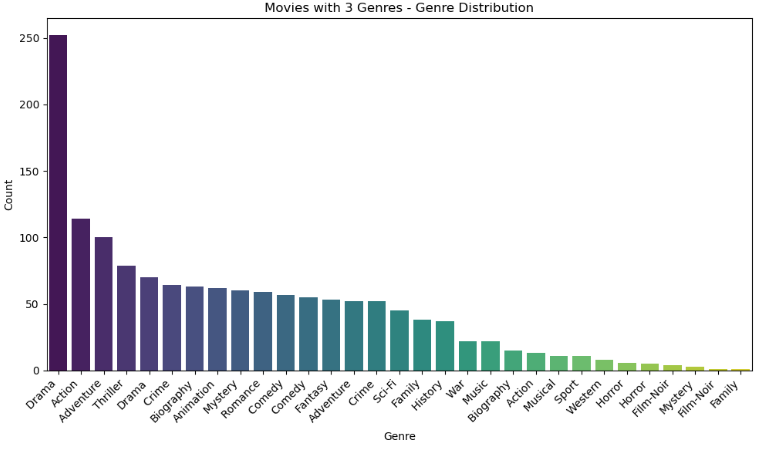 Movies with 3 Genres - Genre Distribution
250
200
150
100
50
0
Count
Drama
Action
Adventure
Thriller
Drama
Crime
Biography
Animation
Mystery
Romance
Comedy
Comedy
Fantasy
Adventure
Crime
Sci-Fi
Family
History
War
Music
Biography
Action
Musical
Sport
Western
Horror
Horror
Film-Noir
Mystery
Film-Noir
Family
Genre